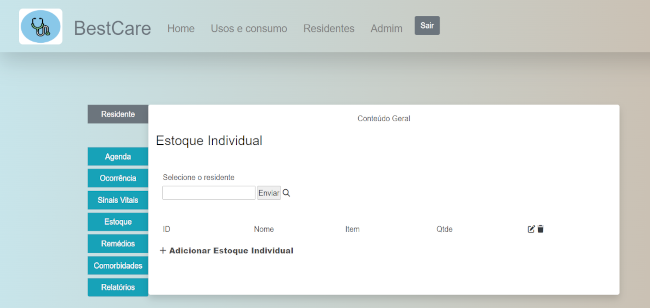 BestCare Home Usos e consumo Residentes Admim Sair
Residente
Agenda
Ocorrência
Sinais Vitais
Estoque
Remédios
Comorbidades
Relatórios
Conteúdo Geral
Estoque Individual
Selecione o residente
Enviar
ID Nome Item Qtde
+ Adicionar Estoque Individual